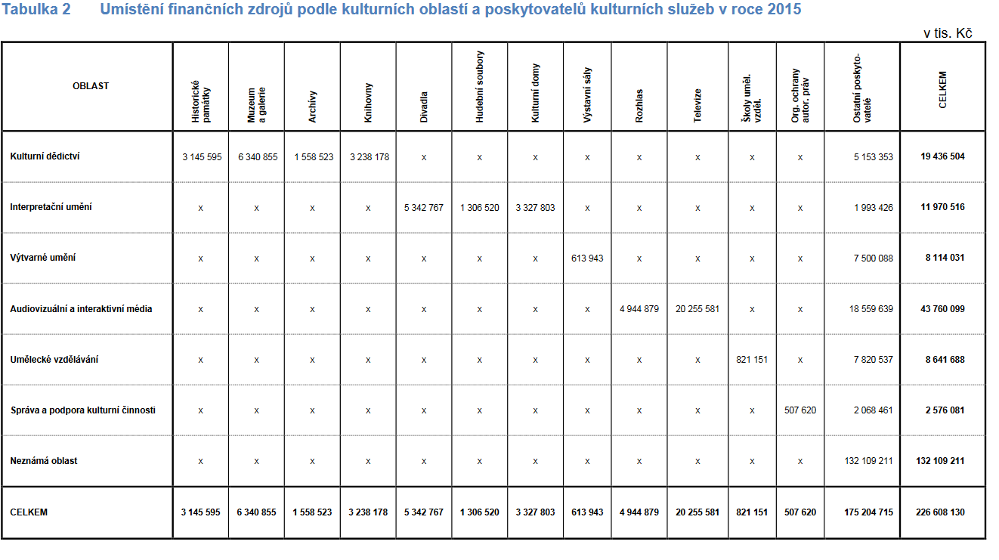 Tabulka 2 Umístění finančních zdrojů podle kulturních oblastí a poskytovatelů kulturních služeb v roce 2015
v tis. Kč
OBLAST Historické památky Muzeum a galerie Archívy Knihovny Divadla Hudební soubory Kulturní domy Výstavní sály Rozhlas Televize Školy uměl. vzděl. Org. ochrany autor. práv Ostatní poskyto- vatelé CELKEM
Kulturní dědictví 3 145 595 6 340 855 1 558 523 3 238 178 x x x x x x x x 5 153 353 19 436 504
Interpretační umění x x x x 5 342 767 1 306 520 3 327 803 x x x x x 1 993 426 11 970 516
Výtvarné umění x x x x x x x 613 943 x x x x 7 500 088 8 114 031
Audiovizuální a interaktivní média x x x x x x x x 4 944 879 20 255 581 x x 18 559 639 43 760 099
Umělecké vzdělávání x x x x x x x x x x 821 151 x 7 820 537 8 641 688
Správa a podpora kulturní činnosti x x x x x x x x x x x 507 620 2 068 461 2 576 081
Neznámá oblast x x x x x x x x x x x x 132 109 211 132 109 211
CELKEM 3 145 595 6 340 855 1 558 523 3 238 178 5 342 767 1 306 520 3 327 803 613 943 4 944 879 20 255 581 821 151 507 620 175 204 715 226 608 130